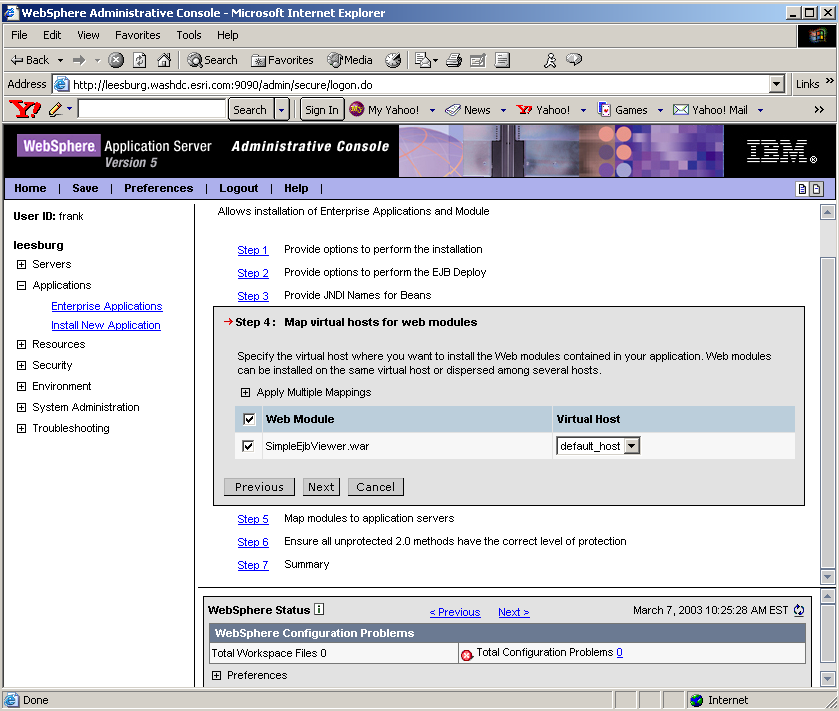 WebSphere Administrative Console - Microsoft Internet Explorer
File Edit View Favorites Tools Help
Back Search Favorites Media
Address http://leesburg.washdc.esri.com:9090/admin/secure/logon.do Links »
Y! Search Sign In My Yahoo! News Y! Yahoo! Games Yahoo! Mail »
WebSphere Application Server Administrative Console IBM®
Version 5
Home | Save | Preferences | Logout | Help |
User ID: frank
leesburg
Servers
Applications
Enterprise Applications
Install New Application
Resources
Security
Environment
System Administration
Troubleshooting
Allows installation of Enterprise Applications and Module
Step 1 Provide options to perform the installation
Step 2 Provide options to perform the EJB Deploy
Step 3 Provide JNDI Names for Beans
Step 4 : Map virtual hosts for web modules
Specify the virtual host where you want to install the Web modules contained in your application. Web modules
can be installed on the same virtual host or dispersed among several hosts.
Apply Multiple Mappings
Web Module Virtual Host
SimpleEjbViewer.war default_host
Previous Next Cancel
Step 5 Map modules to application servers
Step 6 Ensure all unprotected 2.0 methods have the correct level of protection
Step 7 Summary
WebSphere Status i < Previous Next > March 7, 2003 10:25:28 AM EST
WebSphere Configuration Problems
Total Workspace Files 0 Total Configuration Problems 0
Preferences
Done Internet